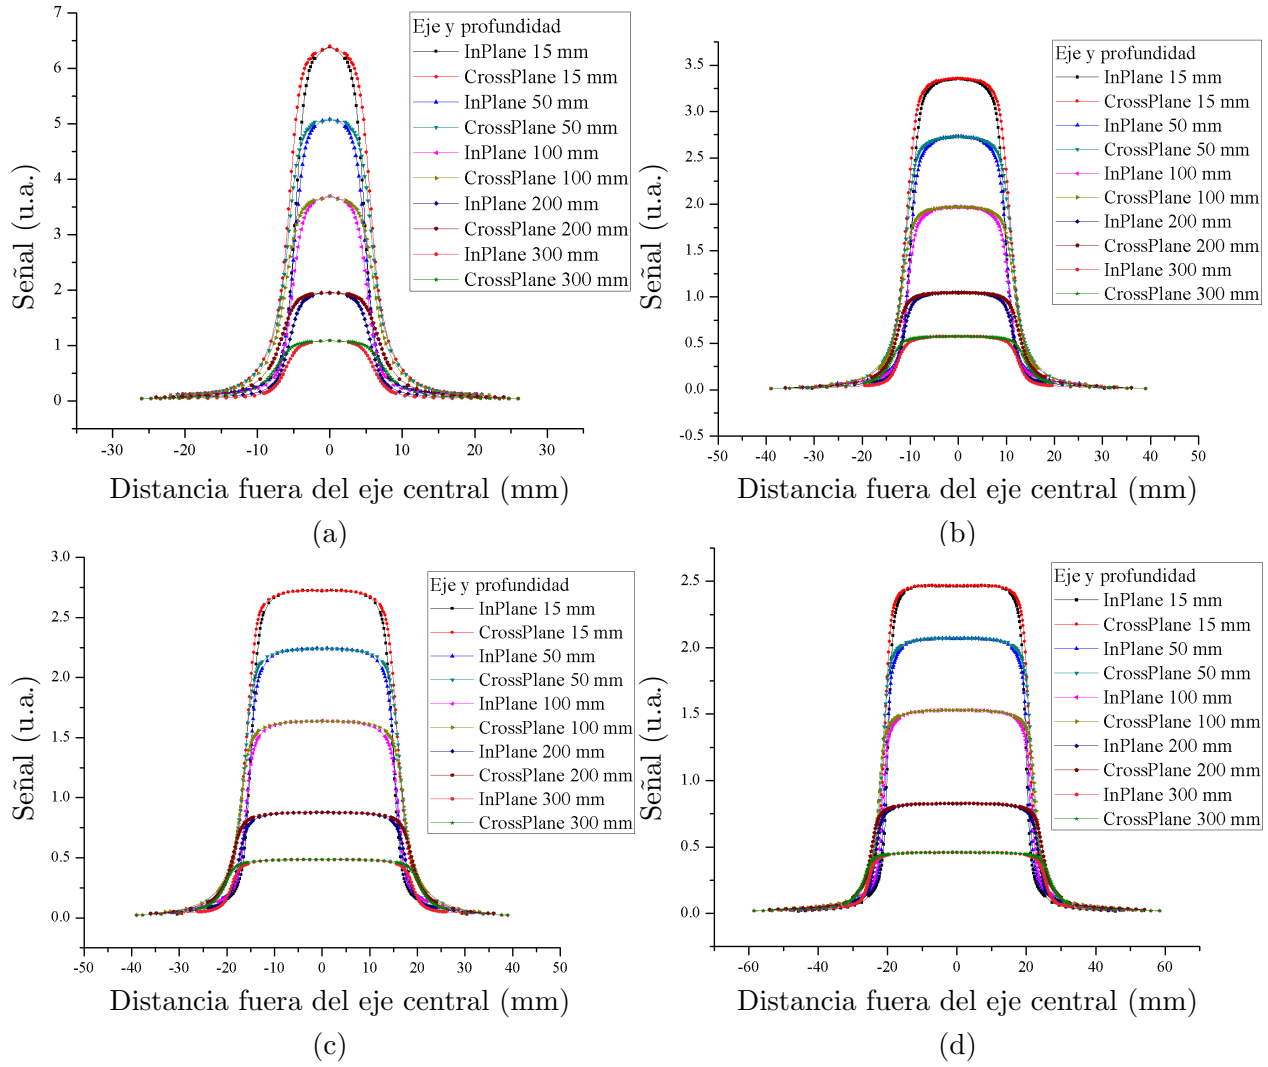 7
6
5
4
3
2
1
0
Señal (u.a.)
-30
-20
-10
0
10
20
30
Distancia fuera del eje central (mm)
Eje y profundidad
InPlane 15 mm
CrossPlane 15 mm
InPlane 50 mm
CrossPlane 50 mm
InPlane 100 mm
CrossPlane 100 mm
InPlane 200 mm
CrossPlane 200 mm
InPlane 300 mm
CrossPlane 300 mm
(a)
3.5
3.0
2.5
2.0
1.5
1.0
0.5
0.0
-0.5
Señal (u.a.)
-50
-40
-30
-20
-10
0
10
20
30
40
50
Distancia fuera del eje central (mm)
Eje y profundidad
InPlane 15 mm
CrossPlane 15 mm
InPlane 50 mm
CrossPlane 50 mm
InPlane 100 mm
CrossPlane 100 mm
InPlane 200 mm
CrossPlane 200 mm
InPlane 300 mm
CrossPlane 300 mm
(b)
3.0
2.5
2.0
1.5
1.0
0.5
0.0
Señal (u.a.)
-50
-40
-30
-20
-10
0
10
20
30
40
50
Distancia fuera del eje central (mm)
Eje y profundidad
InPlane 15 mm
CrossPlane 15 mm
InPlane 50 mm
CrossPlane 50 mm
InPlane 100 mm
CrossPlane 100 mm
InPlane 200 mm
CrossPlane 200 mm
InPlane 300 mm
CrossPlane 300 mm
(c)
2.5
2.0
1.5
1.0
0.5
0.0
Señal (u.a.)
-60
-40
-20
0
20
40
60
Distancia fuera del eje central (mm)
Eje y profundidad
InPlane 15 mm
CrossPlane 15 mm
InPlane 50 mm
CrossPlane 50 mm
InPlane 100 mm
CrossPlane 100 mm
InPlane 200 mm
CrossPlane 200 mm
InPlane 300 mm
CrossPlane 300 mm
(d)